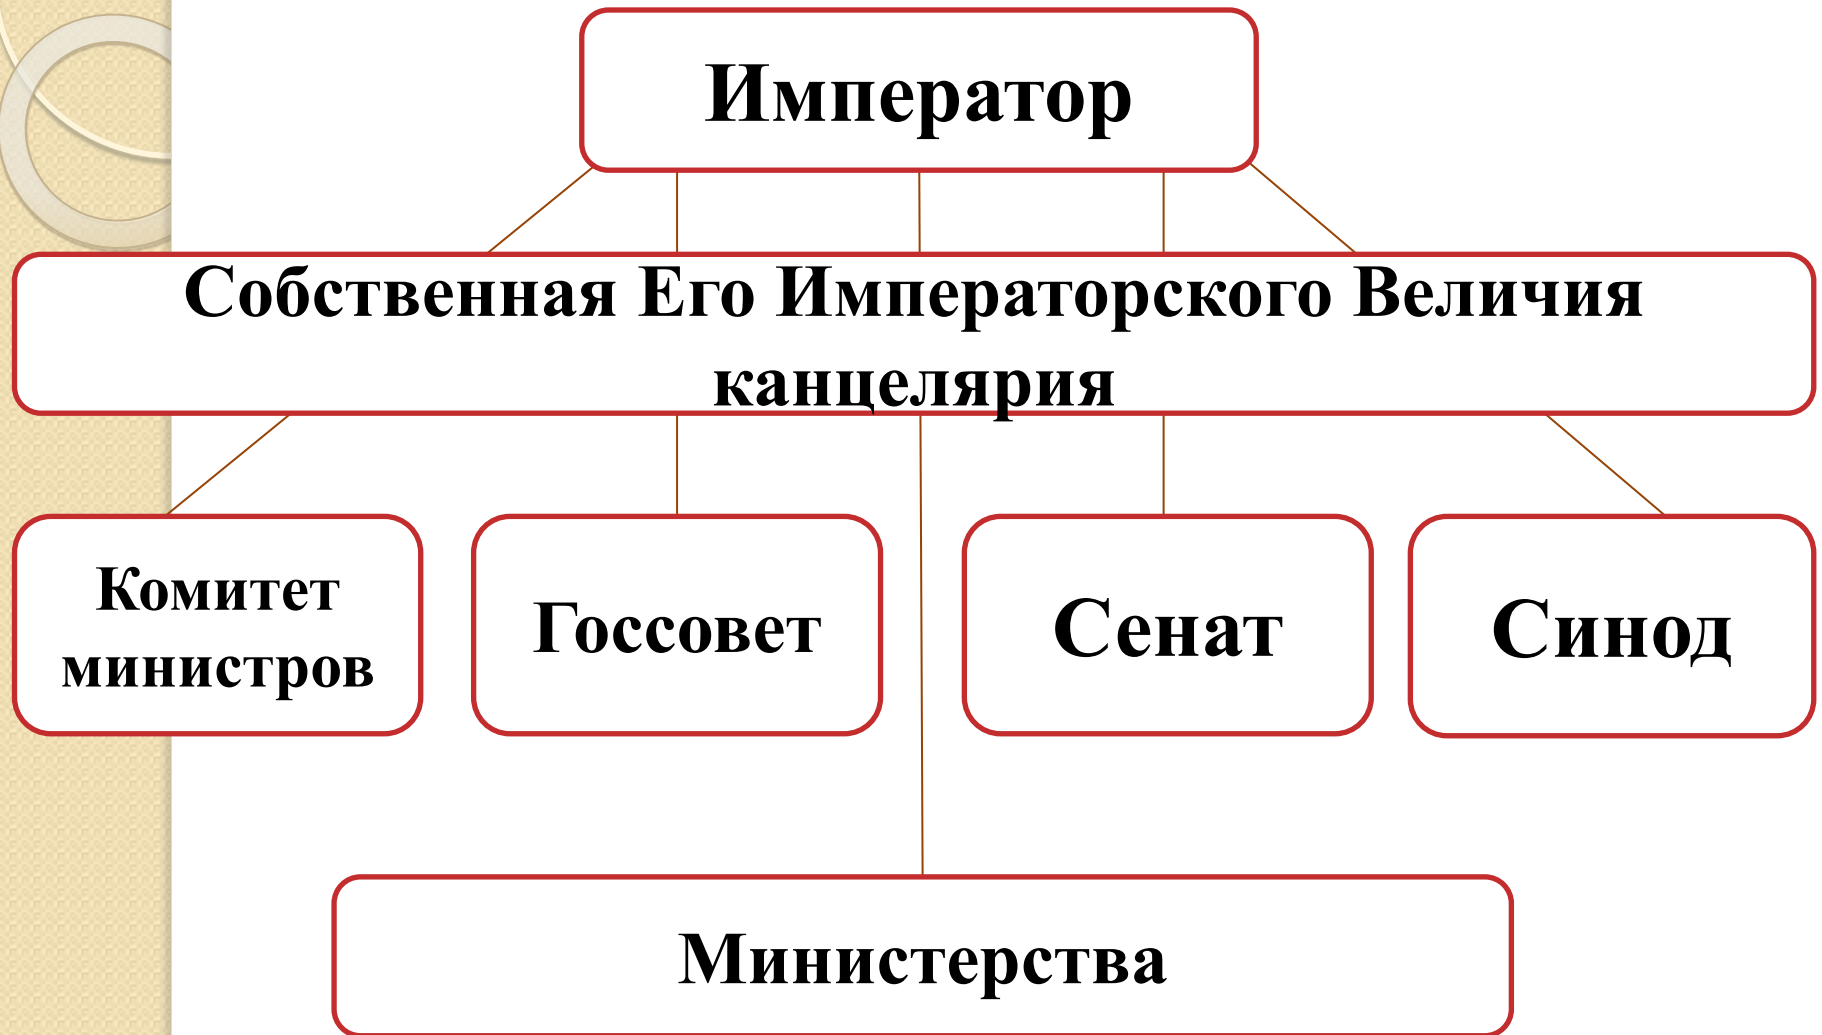 Император
Собственная Его Императорского Величия
канцелярия
Комитет
министров
Госсовет
Сенат
Синод
Министерства